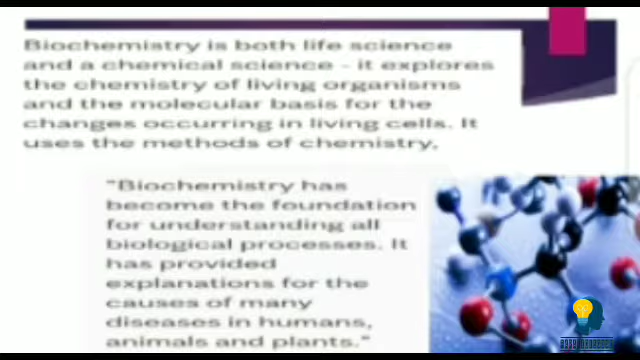 Biochemistry is both life science
and a chemical science - it explores
the chemistry of living organisms
and the molecular basis for the
changes occurring in living cells. It
uses the methods of chemistry,
"Biochemistry has
become the foundation
for understanding all
biological processes. It
has provided
explanations for the
causes of many
diseases in humans,
animals and plants."